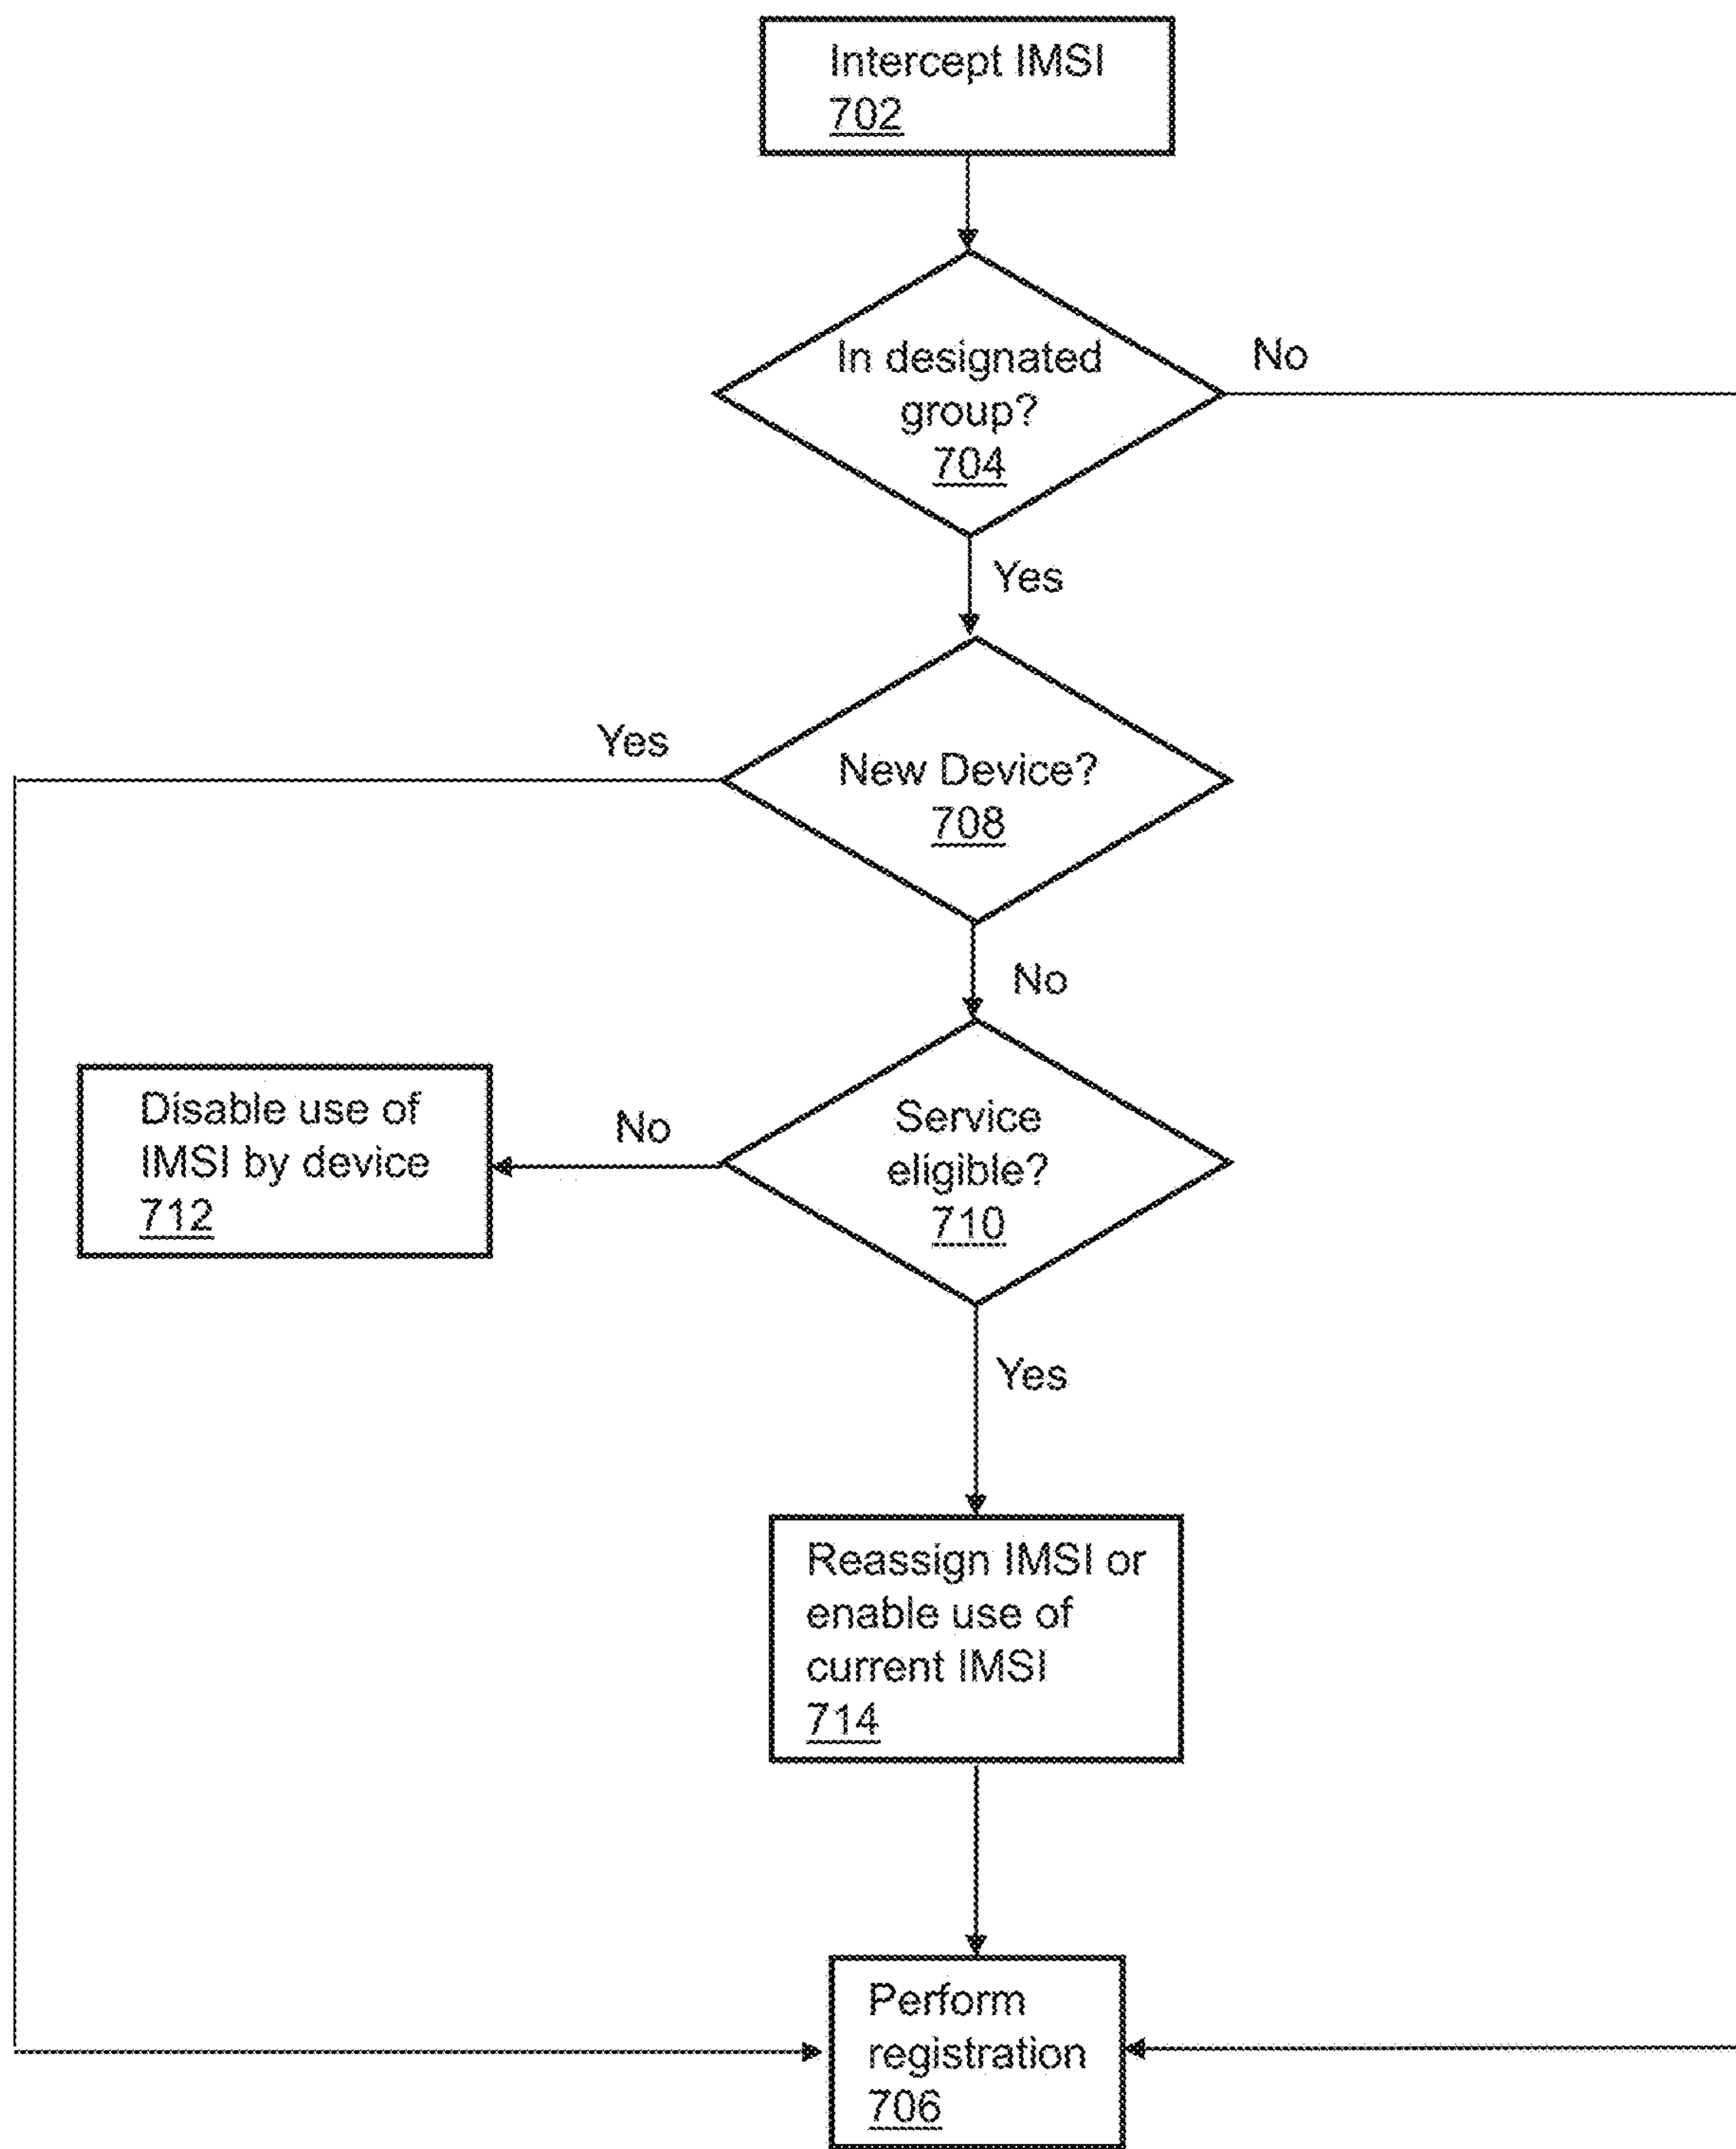 Intercept IMSI
702
In designated
group?
704
No
Yes
Yes
New Device?
708
No
Disable use of
IMSI by device
712
No
Service
eligible?
710
Yes
Reassign IMSI or
enable use of
current IMSI
714
Perform
registration
706